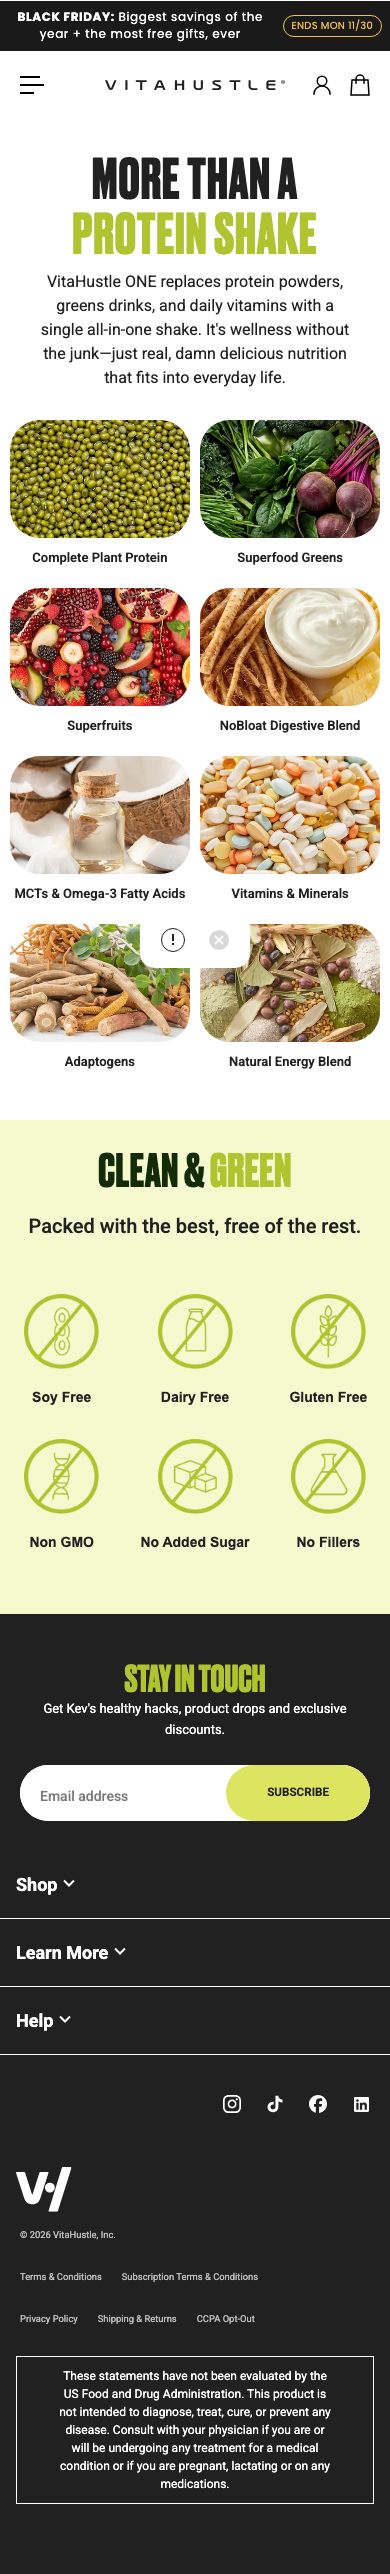 BLACK FRIDAY: Biggest savings of the
year + the most free gifts, ever
ENDS MON 11/30
VITAHUSTLE®
MORE THAN A
PROTEIN SHAKE
VitaHustle ONE replaces protein powders,
greens drinks, and daily vitamins with a
single all-in-one shake. It's wellness without
the junk—just real, damn delicious nutrition
that fits into everyday life.
Complete Plant Protein
Superfood Greens
Superfruits
NoBloat Digestive Blend
MCTs & Omega-3 Fatty Acids
Vitamins & Minerals
Adaptogens
Natural Energy Blend
CLEAN & GREEN
Packed with the best, free of the rest.
Soy Free
Dairy Free
Gluten Free
Non GMO
No Added Sugar
No Fillers
STAY IN TOUCH
Get Kev's healthy hacks, product drops and exclusive
discounts.
Email address
SUBSCRIBE
Shop
Learn More
Help
© 2026 VitaHustle, Inc.
Terms & Conditions
Subscription Terms & Conditions
Privacy Policy
Shipping & Returns
CCPA Opt-Out
These statements have not been evaluated by the
US Food and Drug Administration. This product is
not intended to diagnose, treat, cure, or prevent any
disease. Consult with your physician if you are or
will be undergoing any treatment for a medical
condition or if you are pregnant, lactating or on any
medications.